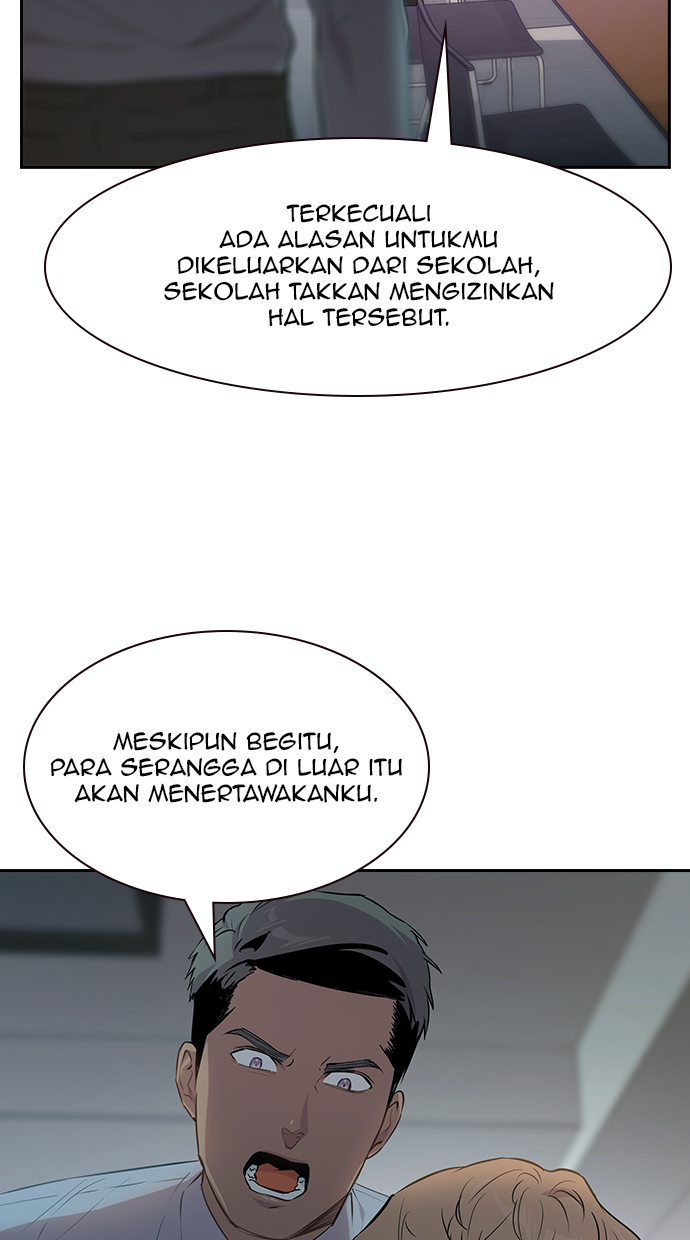 TERKECUALI
ADA ALASAN UNTUKMU
DIKELUARKAN DARI SEKOLAH,
SEKOLAH TAKKAN MENGIZINKAN
HAL TERSEBUT.
MESKIPUN BEGITU,
PARA SERANGGA DI LUAR ITU
AKAN MENERTAWAKANKU.